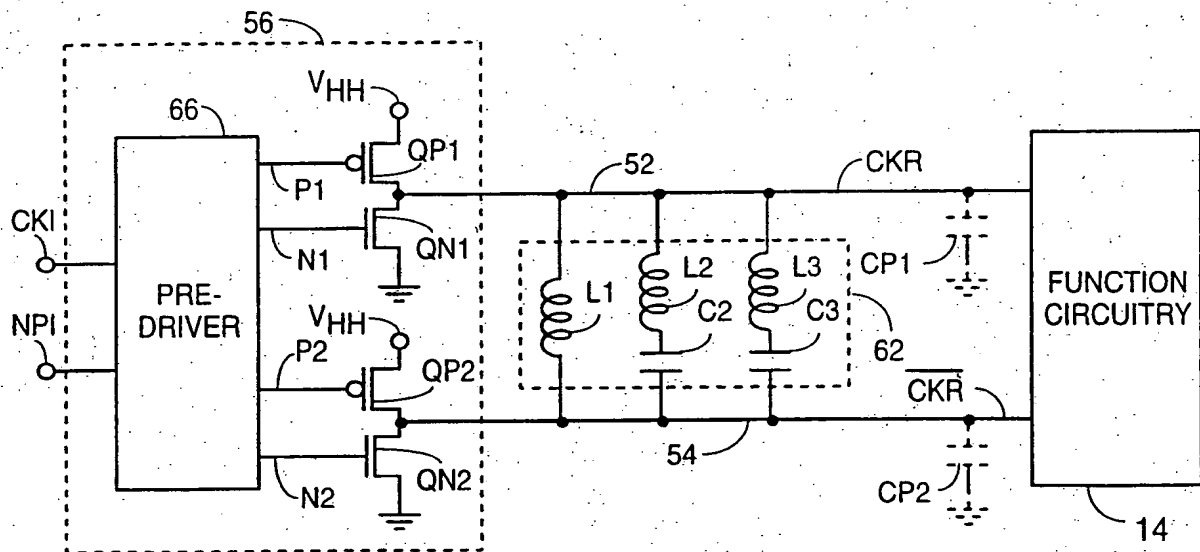 56
VHH
66
QP1
P1
52
CKR
CKI
N1
QN1
CP1
L1
L2
L3
C2
C3
PRE-
DRIVER
FUNCTION
CIRCUITRY
NPI
VHH
62
P2
QP2
CKR
54
N2
QN2
CP2
14